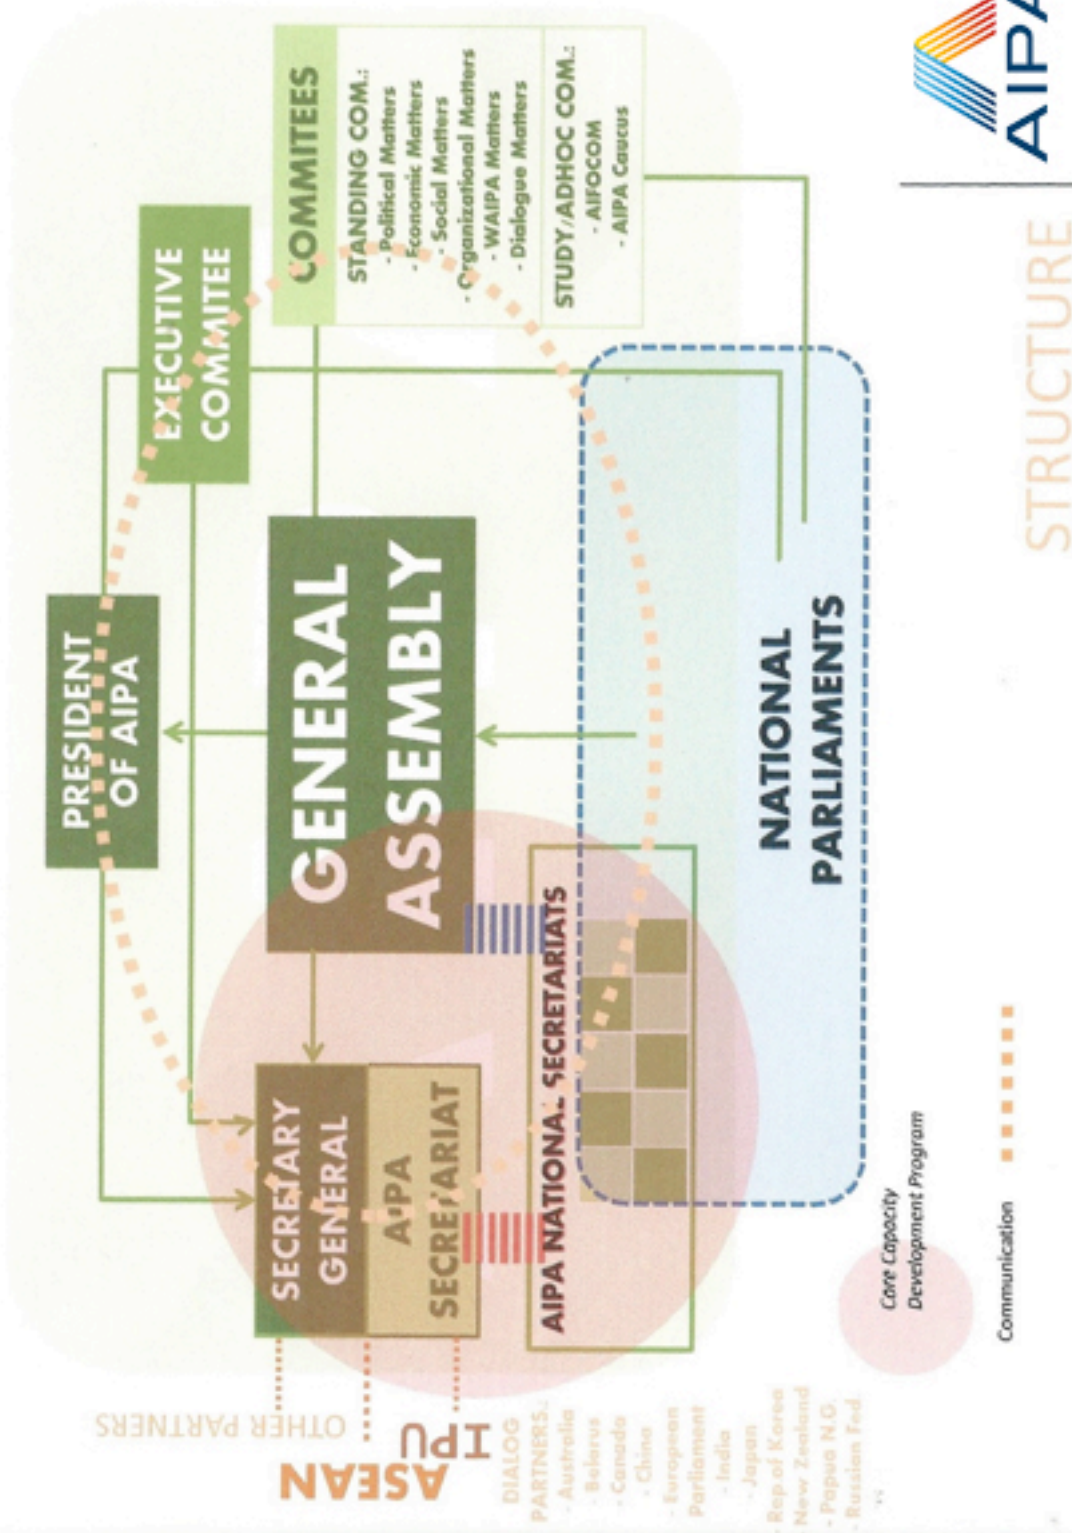 AIPA
STRUCTURE
PRESIDENT
OF AIPA
EXECUTIVE
COMMITEE
COMMITEES
STANDING COM.:
- Political Matters
- Economic Matters
- Social Matters
- Organizational Matters
- WAIPA Matters
- Dialogue Matters
STUDY/ADHOC COM.:
- AIFOCOM
- AIPA Caucus
GENERAL
ASSEMBLY
SECRETARY
GENERAL
AIPA
SECRETARIAT
AIPA NATIONAL SECRETARIATS
NATIONAL
PARLIAMENTS
OTHER PARTNERS
ASEAN
IPU
DIALOG
PARTNERS.:
- Australia
- Belarus
- Canada
- China
- European
Parliament
- India
- Japan
- Rep of Korea
New Zealand
- Papua N.G
- Russian Fed.
Core Capacity
Development Program
Communication